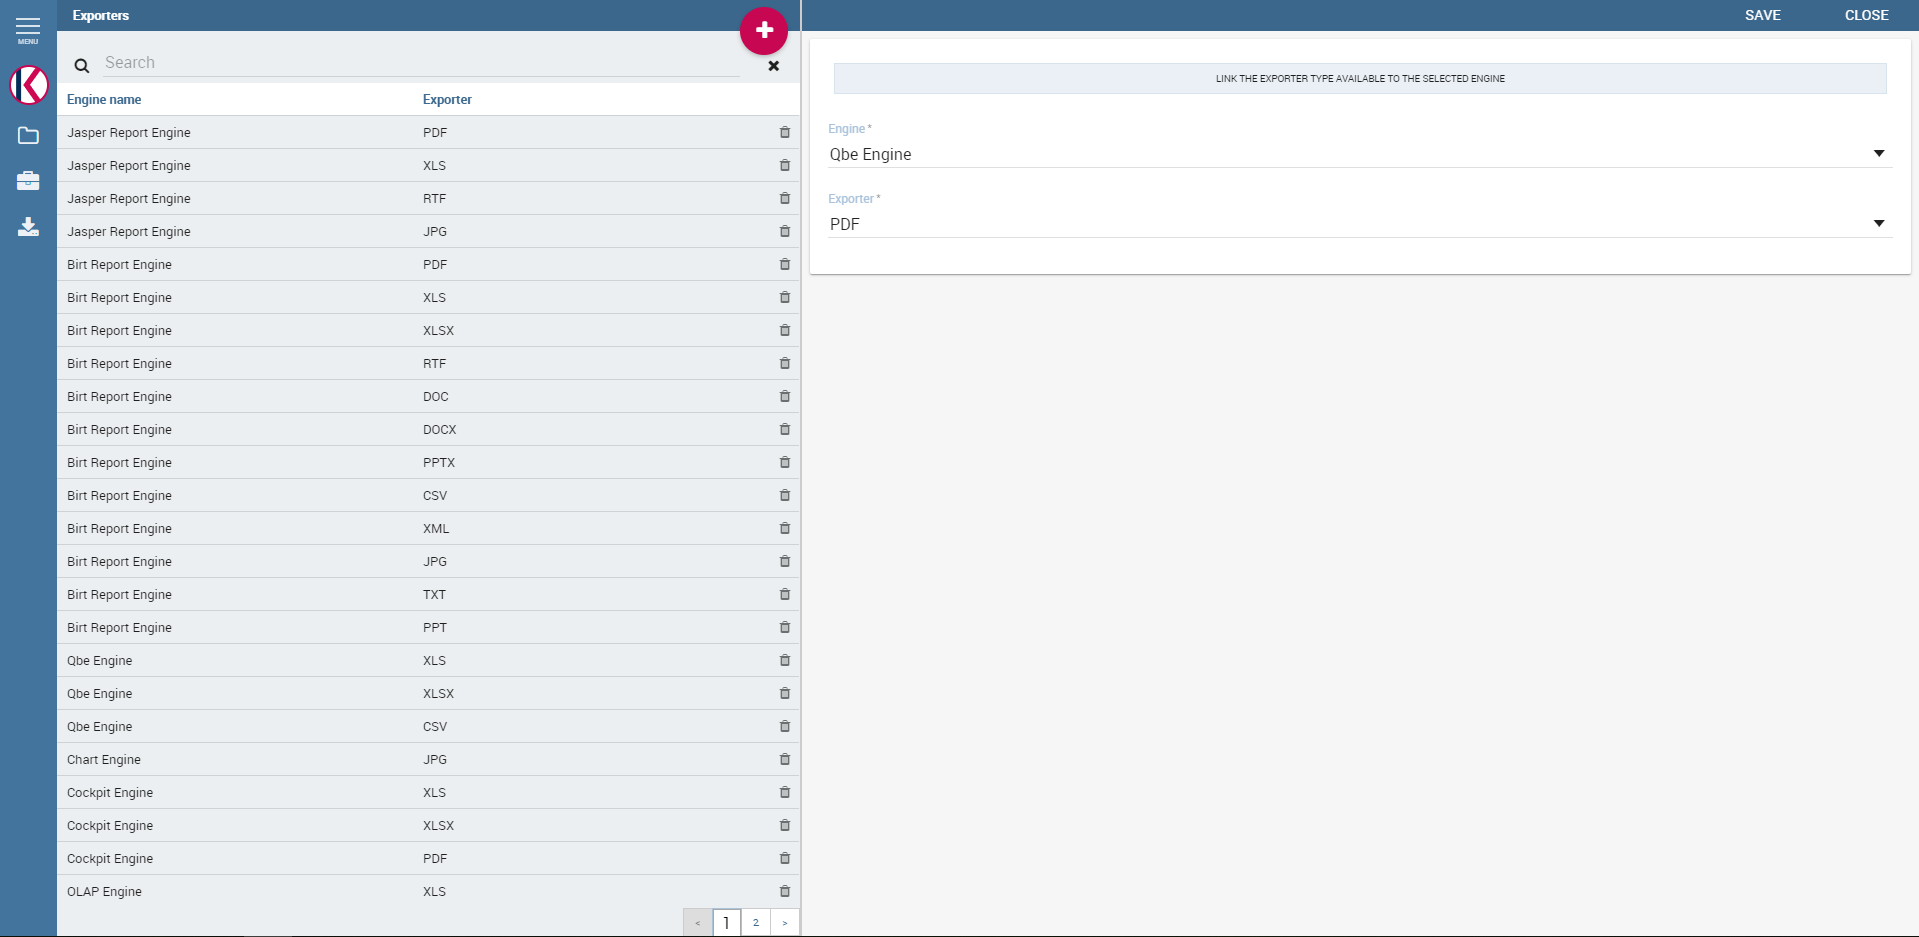 MENU
Exporters
Search
Engine name Exporter
Jasper Report Engine PDF
Jasper Report Engine XLS
Jasper Report Engine RTF
Jasper Report Engine JPG
Birt Report Engine PDF
Birt Report Engine XLS
Birt Report Engine XLSX
Birt Report Engine RTF
Birt Report Engine DOC
Birt Report Engine DOCX
Birt Report Engine PPTX
Birt Report Engine CSV
Birt Report Engine XML
Birt Report Engine JPG
Birt Report Engine TXT
Birt Report Engine PPT
Qbe Engine XLS
Qbe Engine XLSX
Qbe Engine CSV
Chart Engine JPG
Cockpit Engine XLS
Cockpit Engine XLSX
Cockpit Engine PDF
OLAP Engine XLS
< 1 2 >
SAVE CLOSE
LINK THE EXPORTER TYPE AVAILABLE TO THE SELECTED ENGINE
Engine *
Qbe Engine
Exporter *
PDF